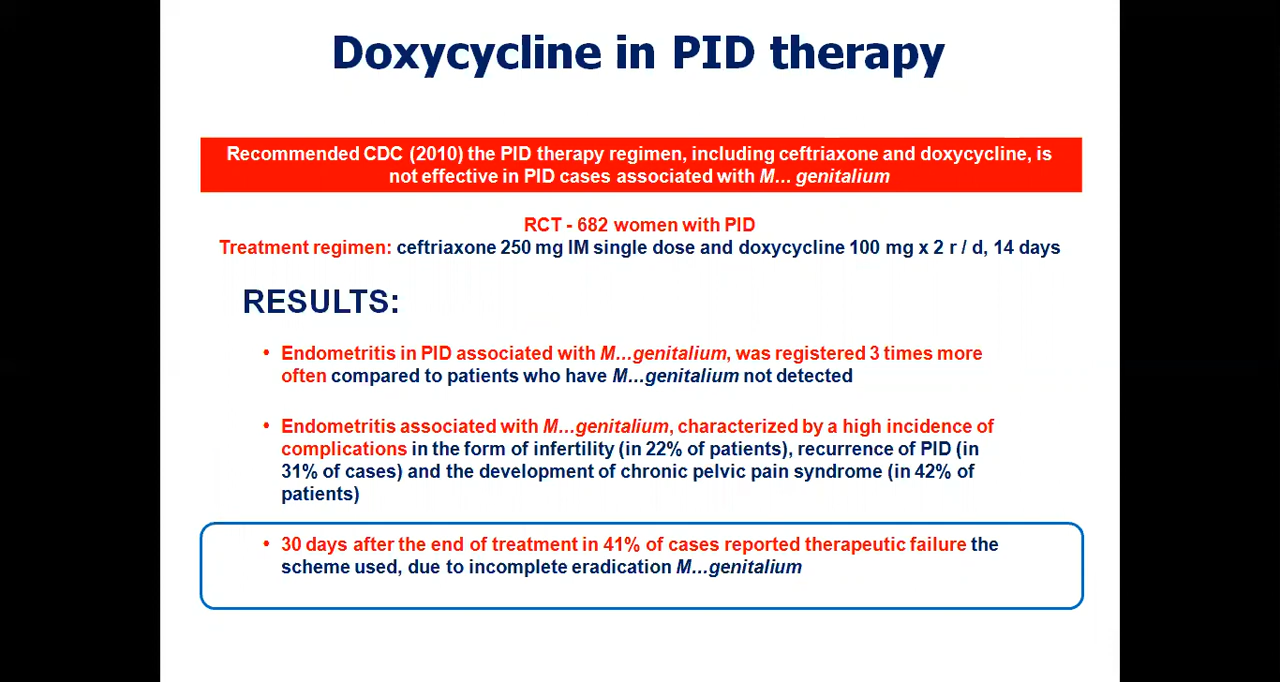 Doxycycline in PID therapy
Recommended CDC (2010) the PID therapy regimen, including ceftriaxone and doxycycline, is
not effective in PID cases associated with M... genitalium
RCT - 682 women with PID
Treatment regimen: ceftriaxone 250 mg IM single dose and doxycycline 100 mg x 2 r / d, 14 days
RESULTS:
• Endometritis in PID associated with M...genitalium, was registered 3 times more
often compared to patients who have M...genitalium not detected
• Endometritis associated with M...genitalium, characterized by a high incidence of
complications in the form of infertility (in 22% of patients), recurrence of PID (in
31% of cases) and the development of chronic pelvic pain syndrome (in 42% of
patients)
• 30 days after the end of treatment in 41% of cases reported therapeutic failure the
scheme used, due to incomplete eradication M...genitalium